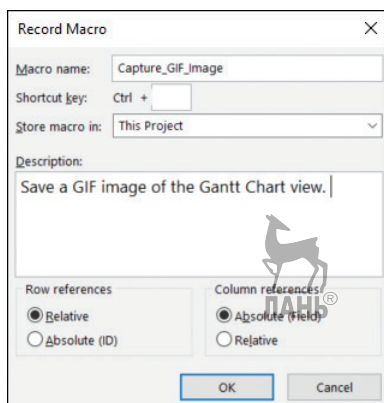 Record Macro
Macro name: Capture_GIF_Image
Shortcut key: Ctrl +
Store macro in: This Project
Description:
Save a GIF image of the Gantt Chart view.
Row references Column references
Relative Absolute (Field)
Absolute (ID) Relative
ЛАНЬ®
OK Cancel